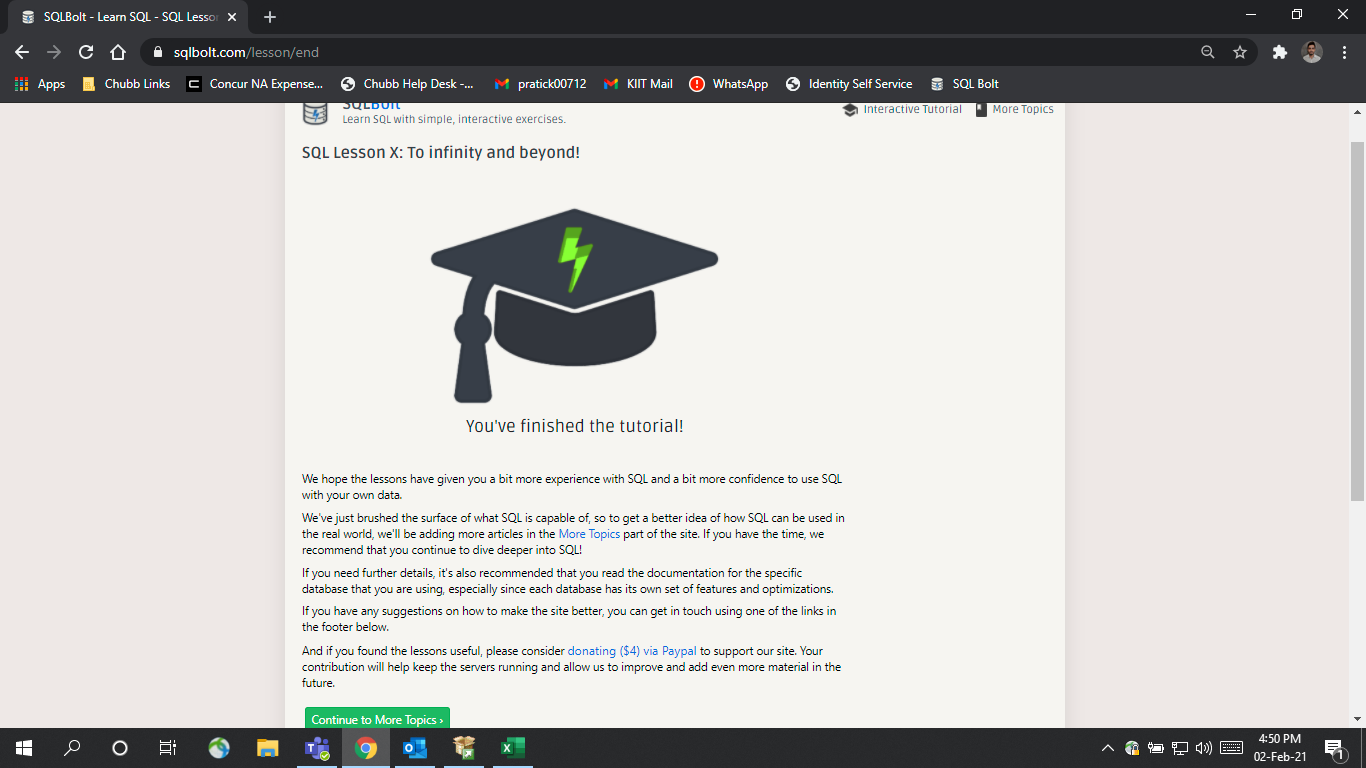 SQLBolt - Learn SQL - SQL Lesson
sqlbolt.com/lesson/end
Apps Chubb Links Concur NA Expense... Chubb Help Desk -... pratick00712 KIIT Mail WhatsApp Identity Self Service SQL Bolt
SQLBolt
Learn SQL with simple, interactive exercises.
Interactive Tutorial More Topics
SQL Lesson X: To infinity and beyond!
You've finished the tutorial!
We hope the lessons have given you a bit more experience with SQL and a bit more confidence to use SQL
with your own data.
We've just brushed the surface of what SQL is capable of, so to get a better idea of how SQL can be used in
the real world, we'll be adding more articles in the More Topics part of the site. If you have the time, we
recommend that you continue to dive deeper into SQL!
If you need further details, it's also recommended that you read the documentation for the specific
database that you are using, especially since each database has its own set of features and optimizations.
If you have any suggestions on how to make the site better, you can get in touch using one of the links in
the footer below.
And if you found the lessons useful, please consider donating ($4) via Paypal to support our site. Your
contribution will help keep the servers running and allow us to improve and add even more material in the
future.
Continue to More Topics ›
4:50 PM
02-Feb-21
1